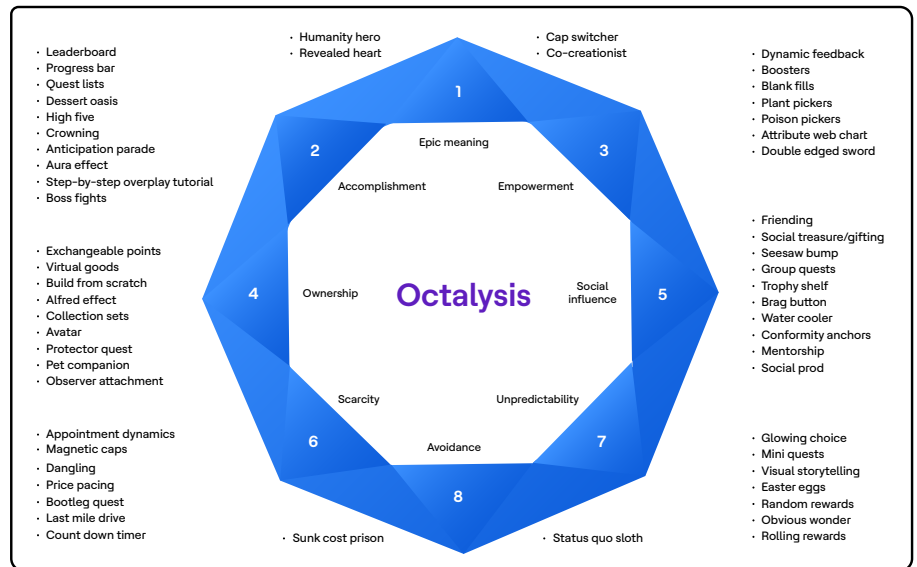 · Humanity hero
· Revealed heart
· Cap switcher
· Co-creationist
· Leaderboard
· Progress bar
· Quest lists
· Dessert oasis
· High five
· Crowning
· Anticipation parade
· Aura effect
· Step-by-step overplay tutorial
· Boss fights
· Dynamic feedback
· Boosters
· Blank fills
· Plant pickers
· Poison pickers
· Attribute web chart
· Double edged sword
1
Epic meaning
2
Accomplishment
3
Empowerment
· Exchangeable points
· Virtual goods
· Build from scratch
· Alfred effect
· Collection sets
· Avatar
· Protector quest
· Pet companion
· Observer attachment
4
Ownership
Octalysis
Social
influence
5
· Friending
· Social treasure/gifting
· Seesaw bump
· Group quests
· Trophy shelf
· Brag button
· Water cooler
· Conformity anchors
· Mentorship
· Social prod
Scarcity
6
Unpredictability
7
Avoidance
8
· Appointment dynamics
· Magnetic caps
· Dangling
· Price pacing
· Bootleg quest
· Last mile drive
· Count down timer
· Glowing choice
· Mini quests
· Visual storytelling
· Easter eggs
· Random rewards
· Obvious wonder
· Rolling rewards
· Sunk cost prison
· Status quo sloth